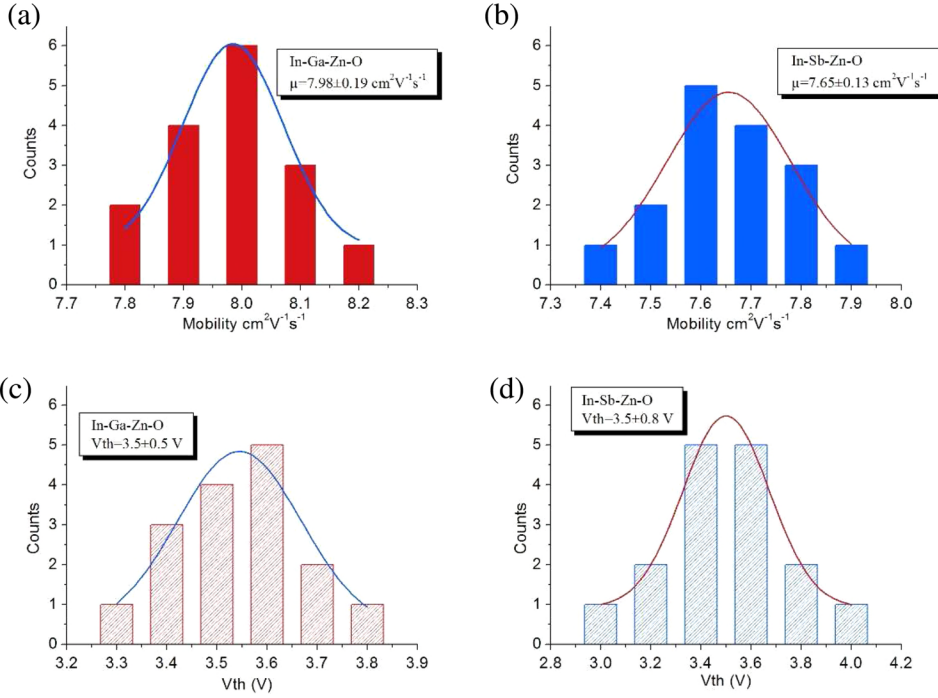 (a)
In-Ga-Zn-O
μ=7.98±0.19 cm²V⁻¹s⁻¹
Counts
6
5
4
3
2
1
0
7.7 7.8 7.9 8.0 8.1 8.2 8.3
Mobility cm²V⁻¹s⁻¹
(b)
In-Sb-Zn-O
μ=7.65±0.13 cm²V⁻¹s⁻¹
Counts
6
5
4
3
2
1
0
7.3 7.4 7.5 7.6 7.7 7.8 7.9 8.0
Mobility cm²V⁻¹s⁻¹
(c)
In-Ga-Zn-O
Vth=3.5±0.5 V
Counts
6
5
4
3
2
1
0
3.2 3.3 3.4 3.5 3.6 3.7 3.8 3.9
Vth (V)
(d)
In-Sb-Zn-O
Vth=3.5±0.8 V
Counts
6
5
4
3
2
1
0
2.8 3.0 3.2 3.4 3.6 3.8 4.0 4.2
Vth (V)